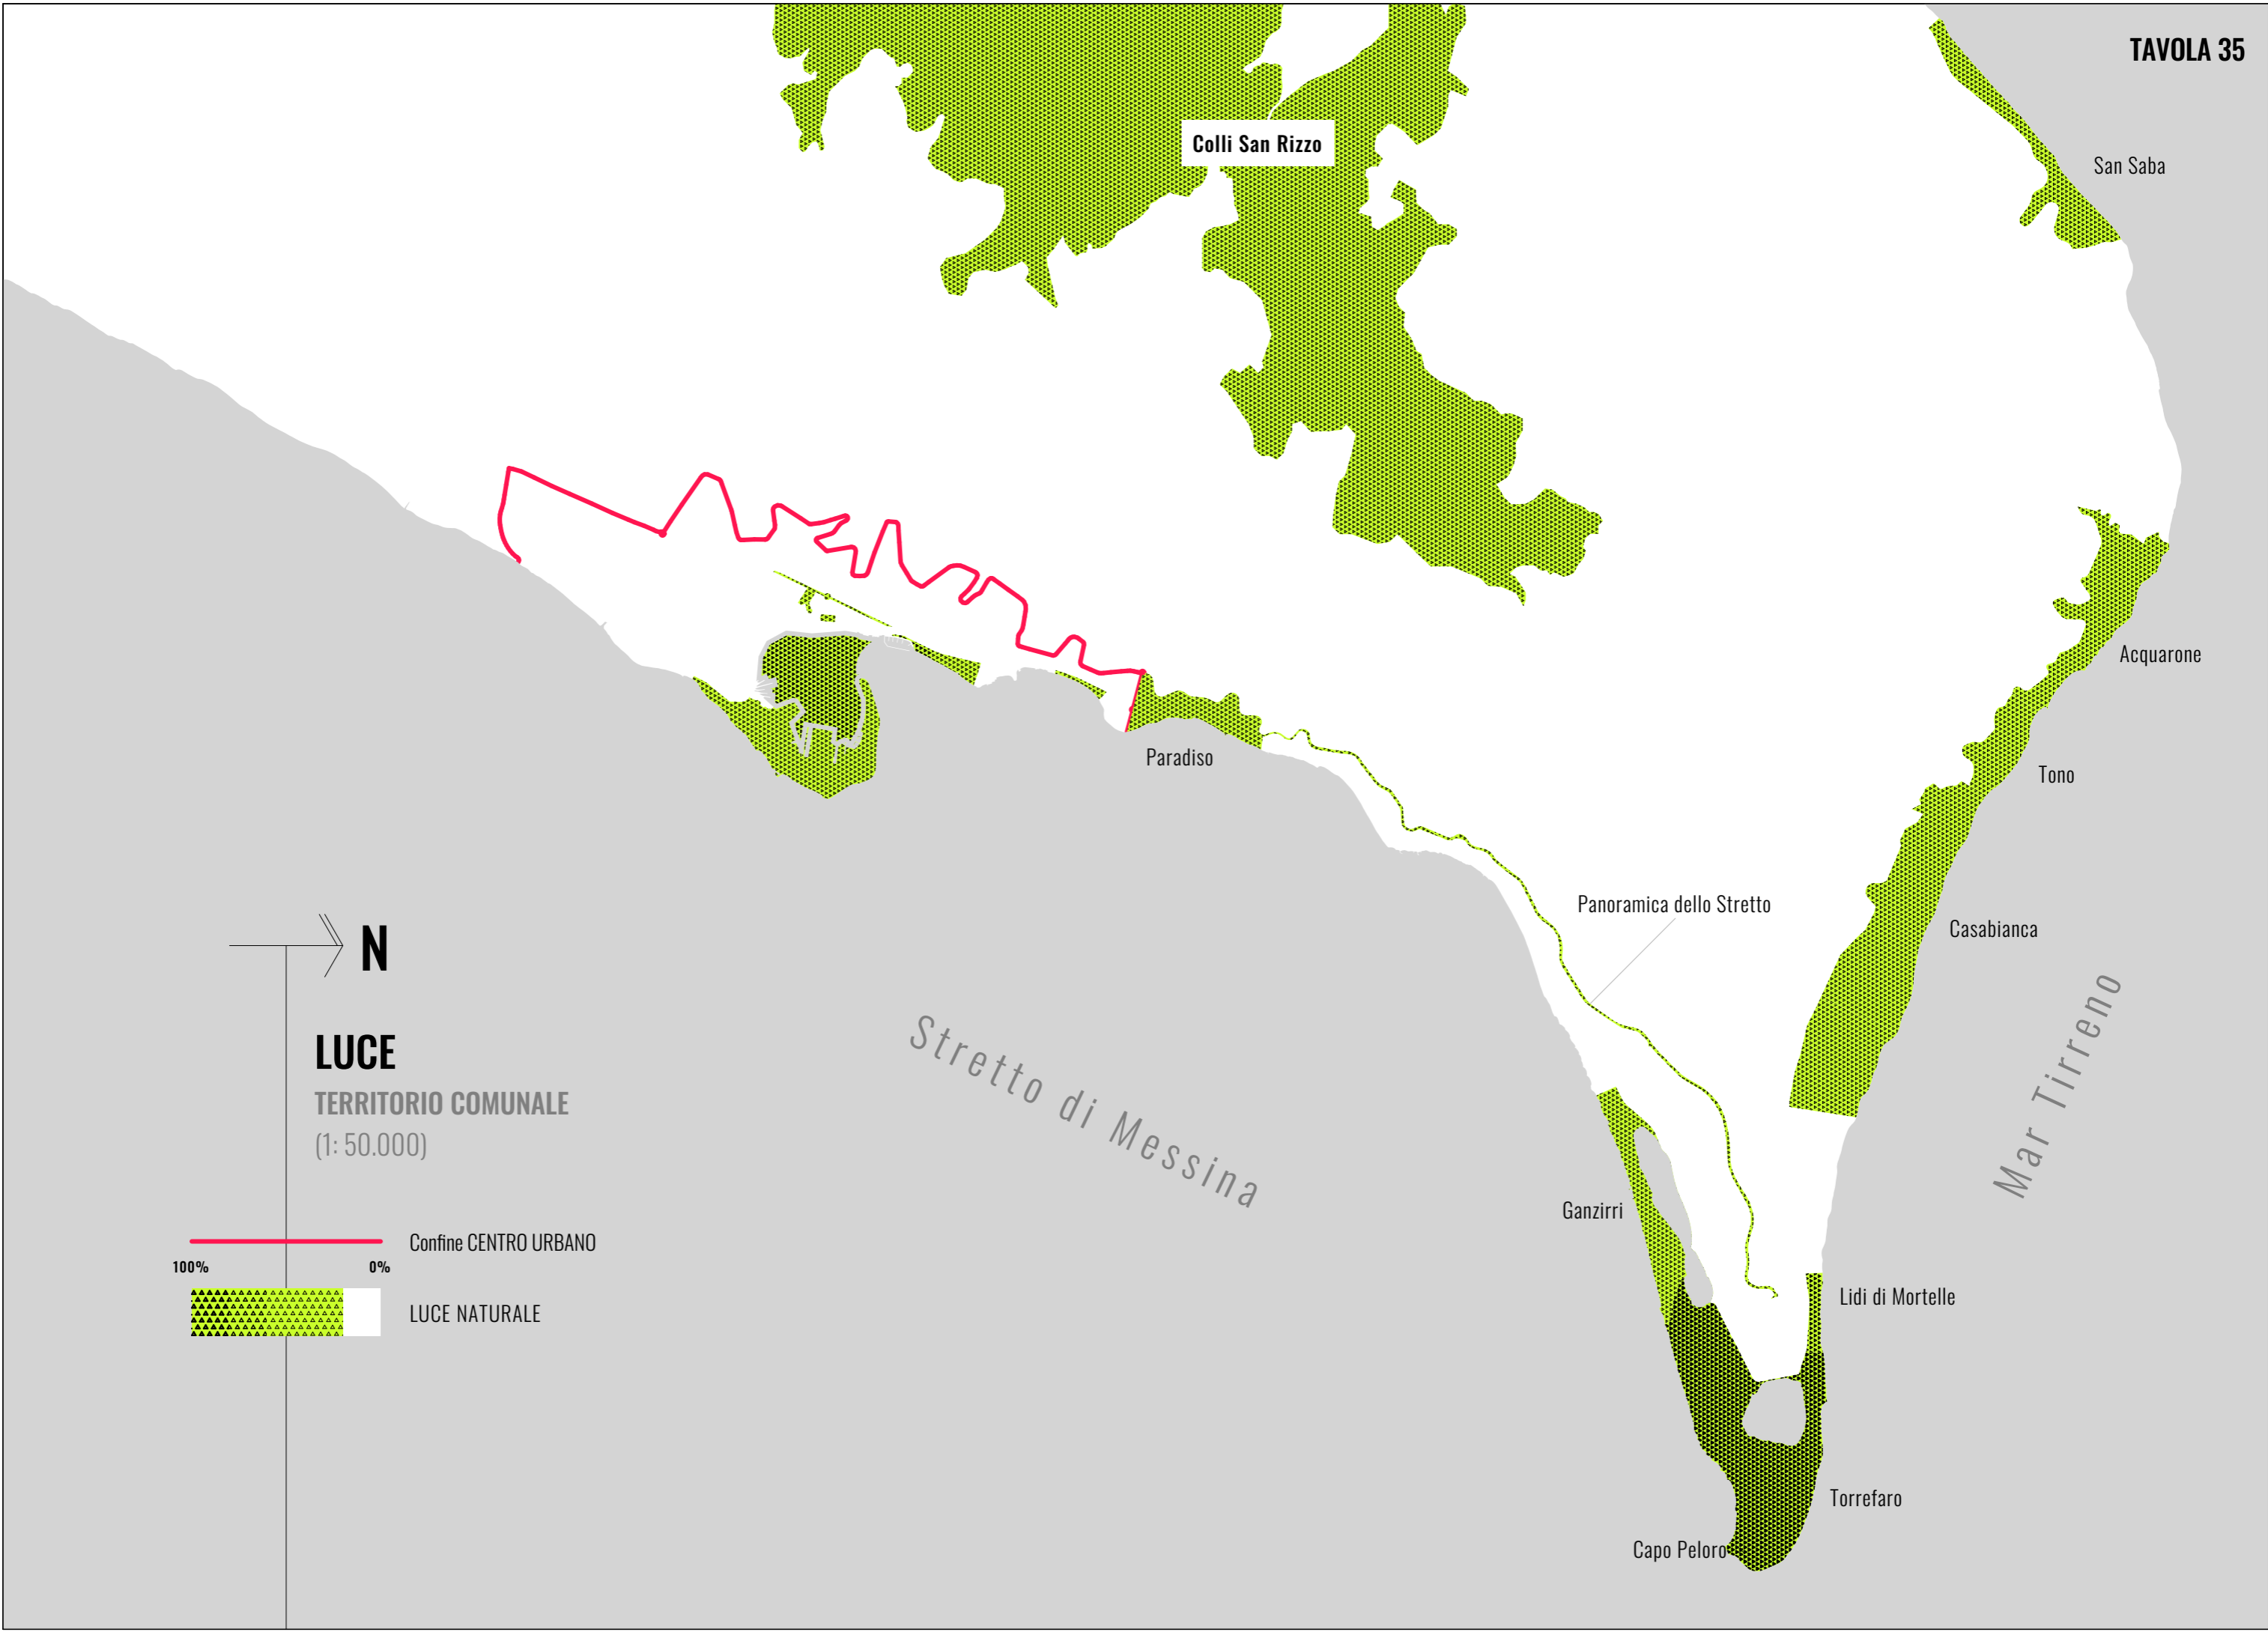 TAVOLA 35
Colli San Rizzo
San Saba
Acquarone
Paradiso
Tono
Panoramica dello Stretto
Casabianca
N
Stretto di Messina
Mar Tirreno
LUCE
TERRITORIO COMUNALE
(1: 50.000)
Ganzirri
Confine CENTRO URBANO
100% 0%
LUCE NATURALE
Lidi di Mortelle
Torrefaro
Capo Peloro